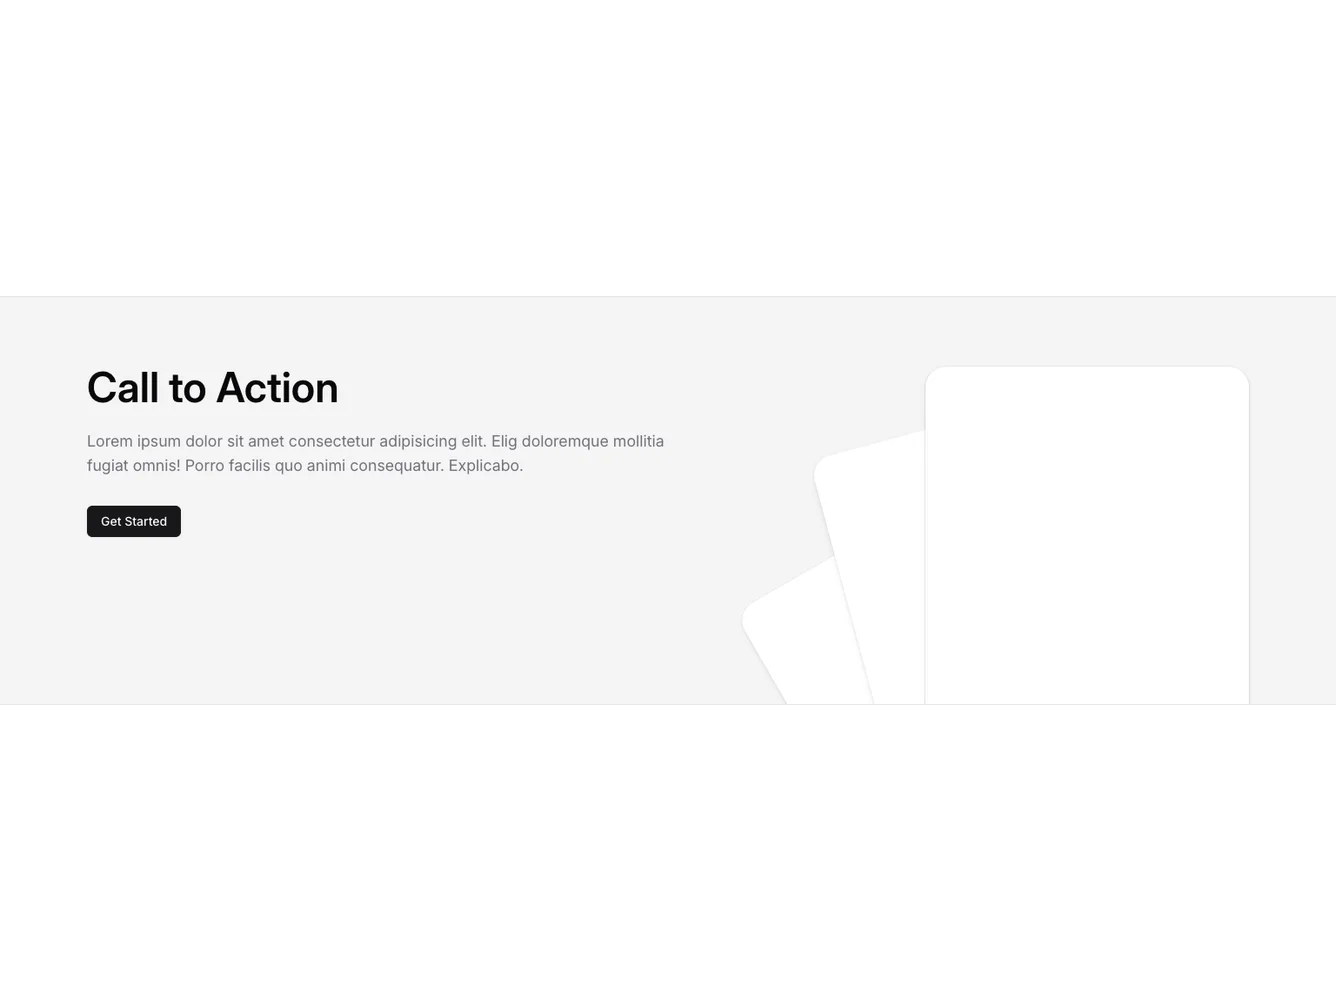 Call to Action
Lorem ipsum dolor sit amet consectetur adipisicing elit. Elig doloremque mollitia
fugiat omnis! Porro facilis quo animi consequatur. Explicabo.
Get Started